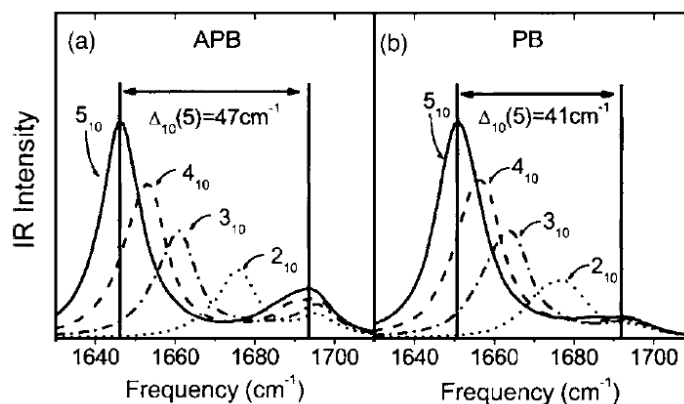 (a) APB
Δ₁₀(5)=47cm⁻¹
5₁₀
4₁₀
3₁₀
2₁₀
IR Intensity
1640 1660 1680 1700
Frequency (cm⁻¹)
(b) PB
Δ₁₀(5)=41cm⁻¹
5₁₀
4₁₀
3₁₀
2₁₀
1640 1660 1680 1700
Frequency (cm⁻¹)